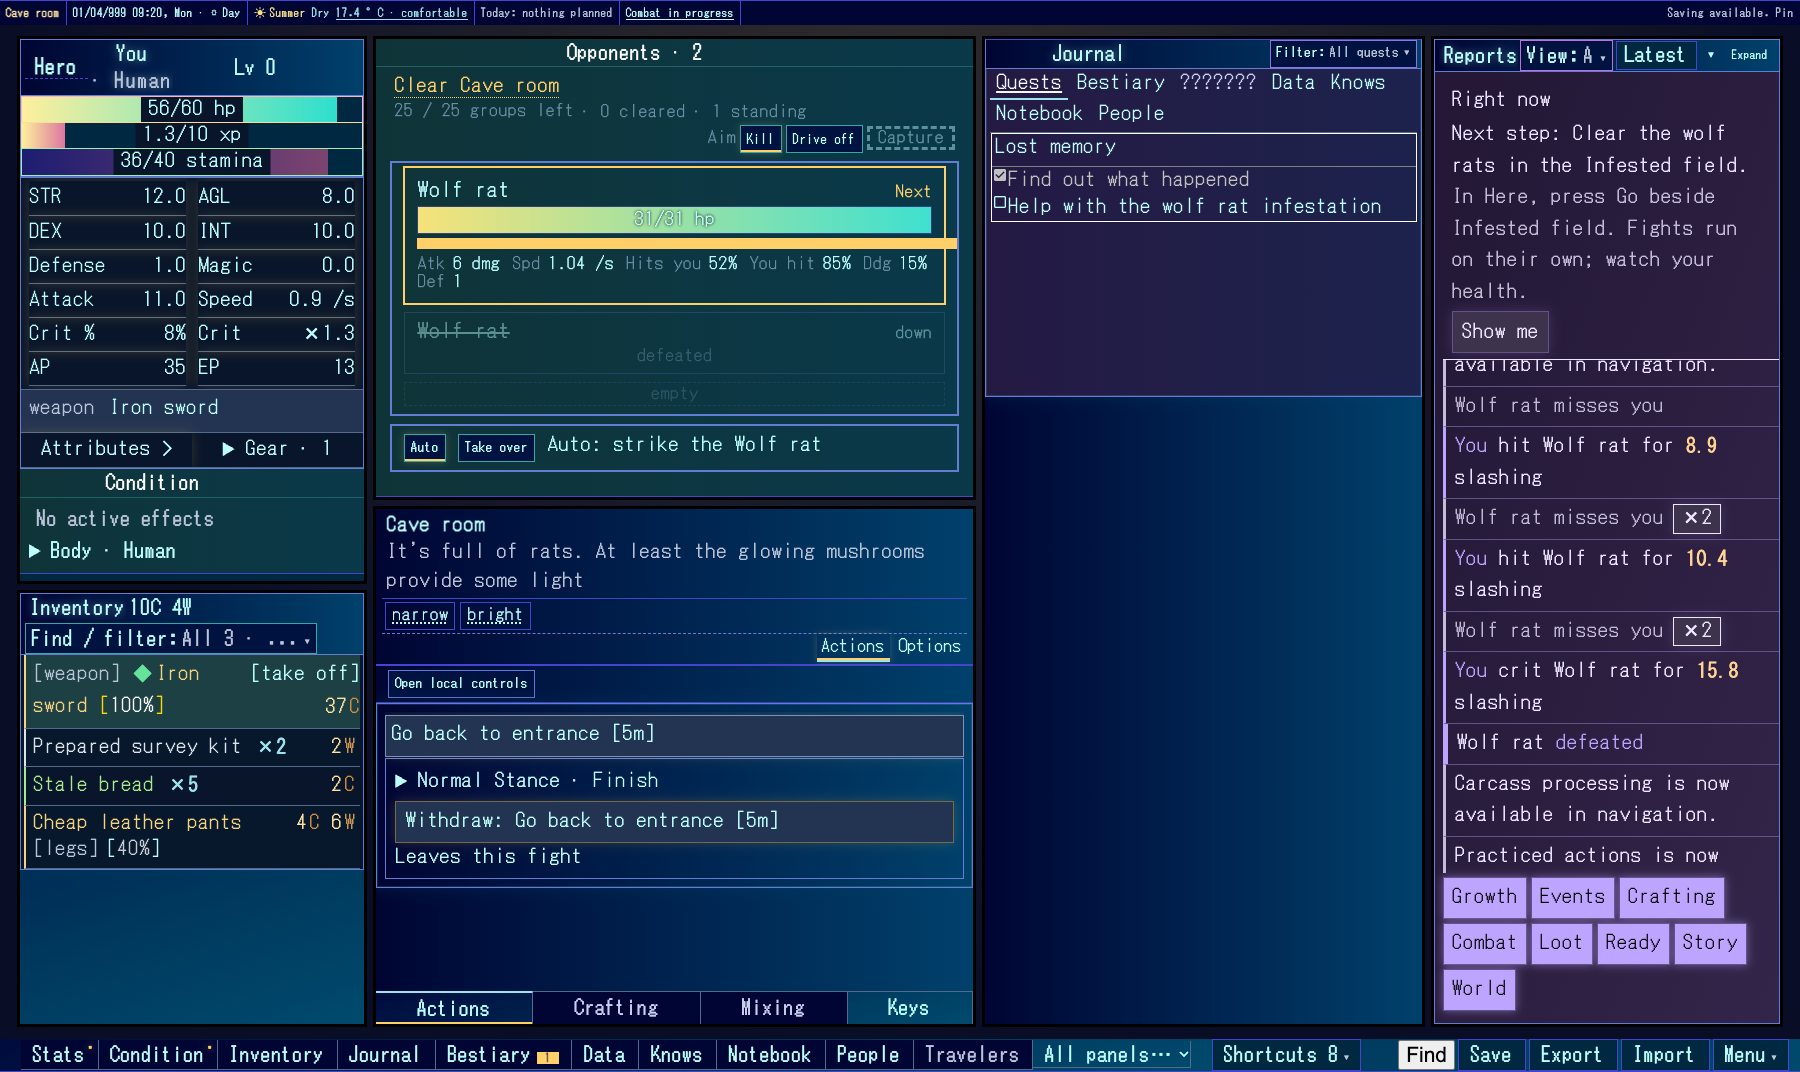 Cave room 01/04/999 09:20, Mon · ☼ Day ☀ Summer Dry 17.4 ° C · comfortable Today: nothing planned Combat in progress Saving available. Pin
Hero · You Human Lv 0
56/60 hp
1.3/10 xp
36/40 stamina
STR 12.0 AGL 8.0
DEX 10.0 INT 10.0
Defense 1.0 Magic 0.0
Attack 11.0 Speed 0.9 /s
Crit % 8% Crit ×1.3
AP 35 EP 13
weapon Iron sword
Attributes > ▶ Gear · 1
Condition
No active effects
▶ Body · Human
Inventory 10C 4W
Find / filter: All 3 · ... ▾
[weapon] ◆ Iron [take off]
sword [100%] 37C
Prepared survey kit ×2 2W
Stale bread ×5 2C
Cheap leather pants 4C 6W
[legs] [40%]
Opponents · 2
Clear Cave room
25 / 25 groups left · 0 cleared · 1 standing
Aim Kill Drive off Capture
Wolf rat Next
31/31 hp
Atk 6 dmg Spd 1.04 /s Hits you 52% You hit 85% Ddg 15%
Def 1
Wolf rat down
defeated
empty
Auto Take over Auto: strike the Wolf rat
Cave room
It's full of rats. At least the glowing mushrooms
provide some light
narrow bright
Actions Options
Open local controls
Go back to entrance [5m]
▶ Normal Stance · Finish
Withdraw: Go back to entrance [5m]
Leaves this fight
Actions Crafting Mixing Keys
Journal Filter: All quests ▾
Quests Bestiary ??????? Data Knows
Notebook People
Lost memory
Find out what happened
Help with the wolf rat infestation
Reports View: A ▾ Latest ▾ Expand
Right now
Next step: Clear the wolf
rats in the Infested field.
In Here, press Go beside
Infested field. Fights run
on their own; watch your
health.
Show me
available in navigation.
Wolf rat misses you
You hit Wolf rat for 8.9
slashing
Wolf rat misses you ×2
You hit Wolf rat for 10.4
slashing
Wolf rat misses you ×2
You crit Wolf rat for 15.8
slashing
Wolf rat defeated
Carcass processing is now
available in navigation.
Practiced actions is now
Growth Events Crafting
Combat Loot Ready Story
World
Stats Condition Inventory Journal Bestiary 1 Data Knows Notebook People Travelers All panels… Shortcuts 8 ▾ Find Save Export Import Menu ▾